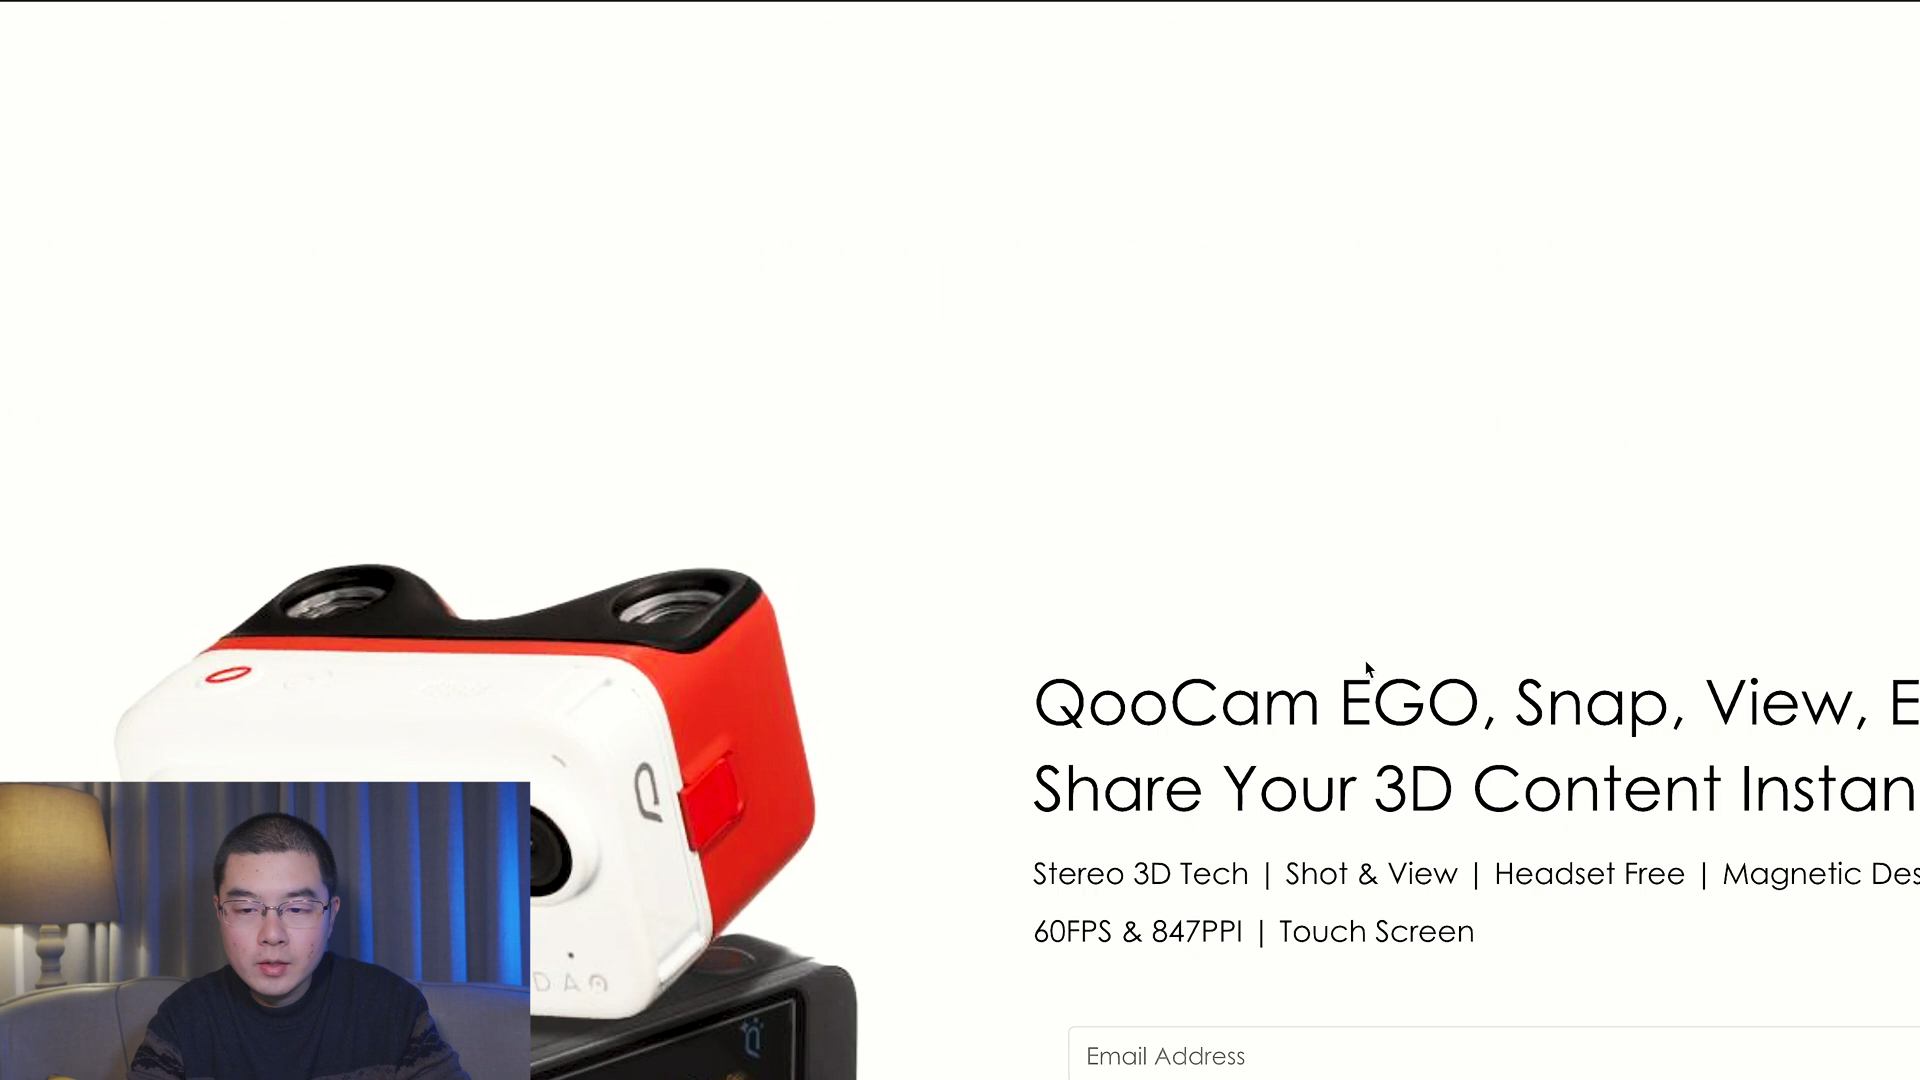 QooCam EGO, Snap, View, E
Share Your 3D Content Instan
Stereo 3D Tech | Shot & View | Headset Free | Magnetic Des
60FPS & 847PPI | Touch Screen
Email Address